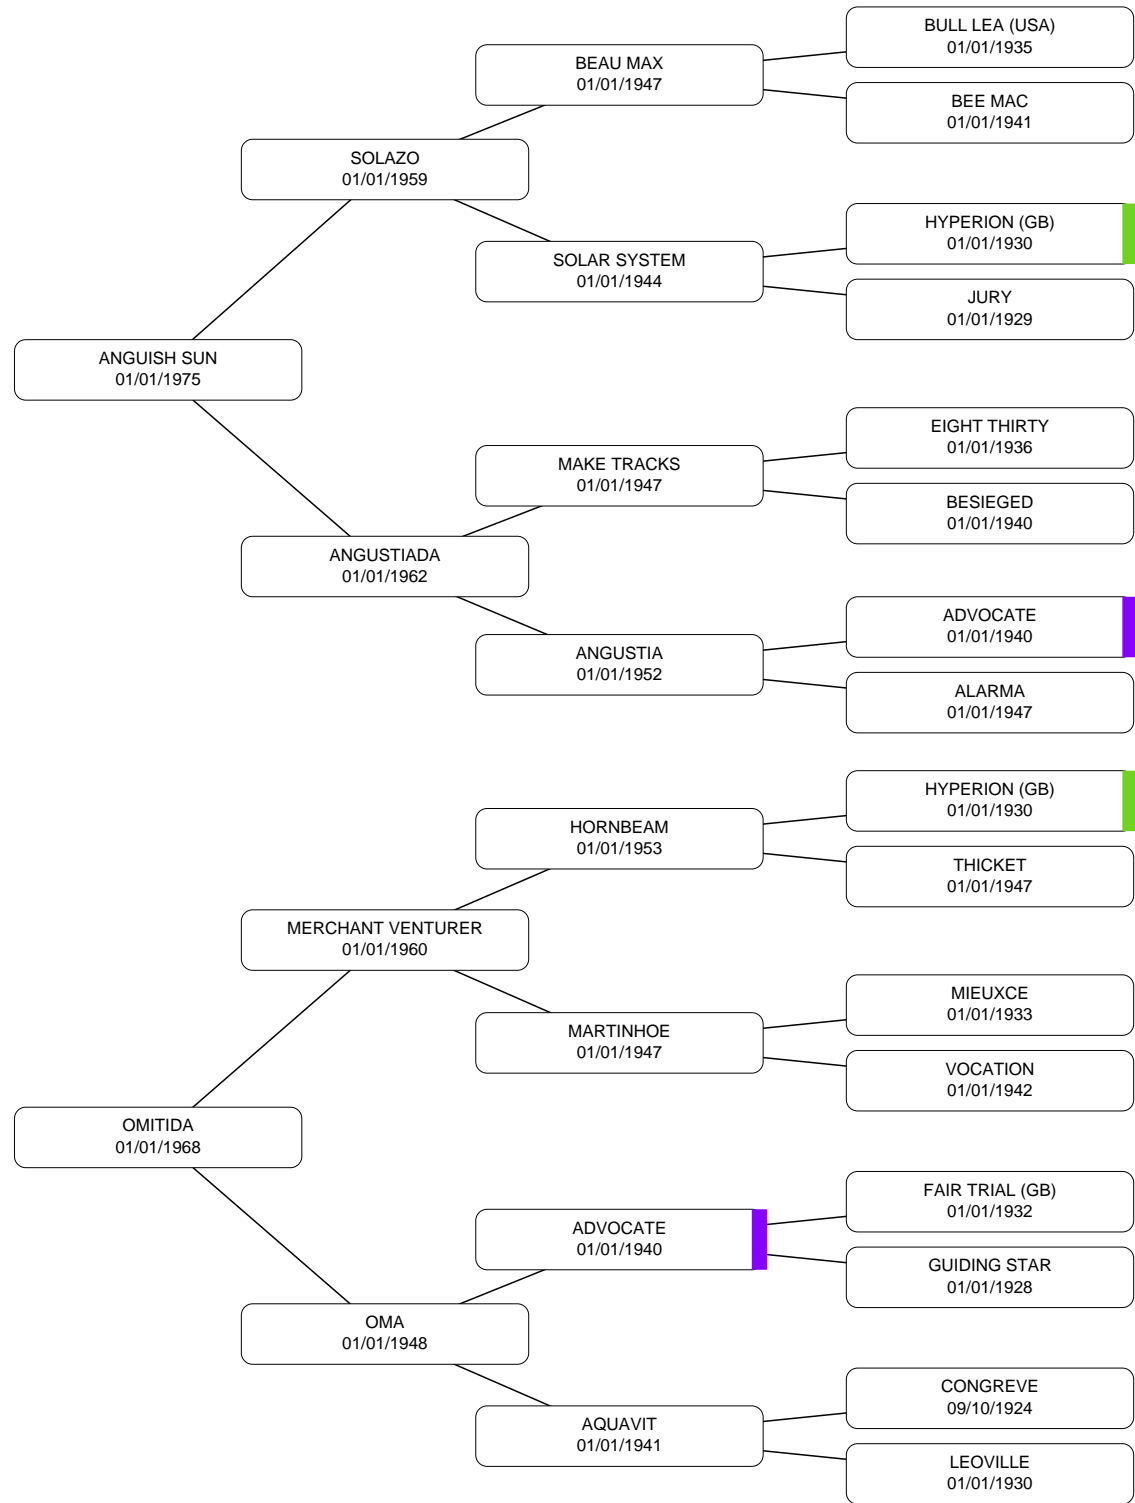 BULL LEA (USA)
01/01/1935
BEAU MAX
01/01/1947
BEE MAC
01/01/1941
SOLAZO
01/01/1959
HYPERION (GB)
01/01/1930
SOLAR SYSTEM
01/01/1944
JURY
01/01/1929
ANGUISH SUN
01/01/1975
EIGHT THIRTY
01/01/1936
MAKE TRACKS
01/01/1947
BESIEGED
01/01/1940
ANGUSTIADA
01/01/1962
ADVOCATE
01/01/1940
ANGUSTIA
01/01/1952
ALARMA
01/01/1947
HYPERION (GB)
01/01/1930
HORNBEAM
01/01/1953
THICKET
01/01/1947
MERCHANT VENTURER
01/01/1960
MIEUXCE
01/01/1933
MARTINHOE
01/01/1947
VOCATION
01/01/1942
OMITIDA
01/01/1968
FAIR TRIAL (GB)
01/01/1932
ADVOCATE
01/01/1940
GUIDING STAR
01/01/1928
OMA
01/01/1948
CONGREVE
09/10/1924
AQUAVIT
01/01/1941
LEOVILLE
01/01/1930